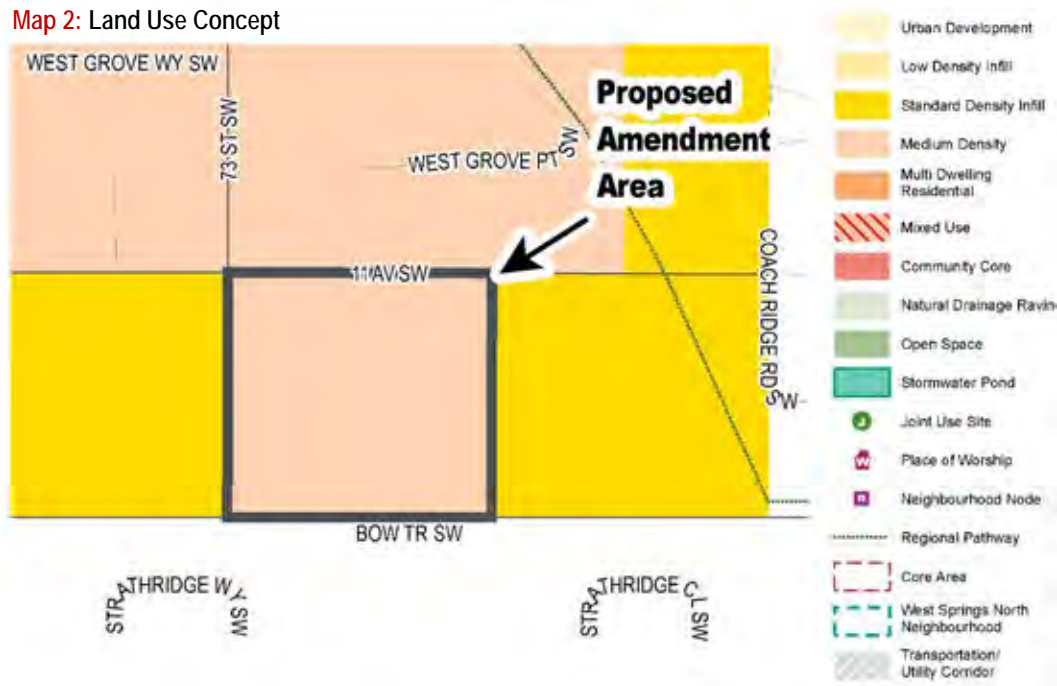 Map 2: Land Use Concept
WEST GROVE WY SW
73 ST SW
WEST GROVE PT SW
Proposed
Amendment
Area
11 AV SW
COACH RIDGE RD SW
BOW TR SW
STRATHRIDGE WY SW
STRATHRIDGE CL SW
Urban Development
Low Density Infill
Standard Density Infill
Medium Density
Multi Dwelling
Residential
Mixed Use
Community Core
Natural Drainage Ravin
Open Space
Stormwater Pond
J
Joint Use Site
W
Place of Worship
n
Neighbourhood Node
Regional Pathway
Core Area
West Springs North
Neighbourhood
Transportation/
Utility Corridor